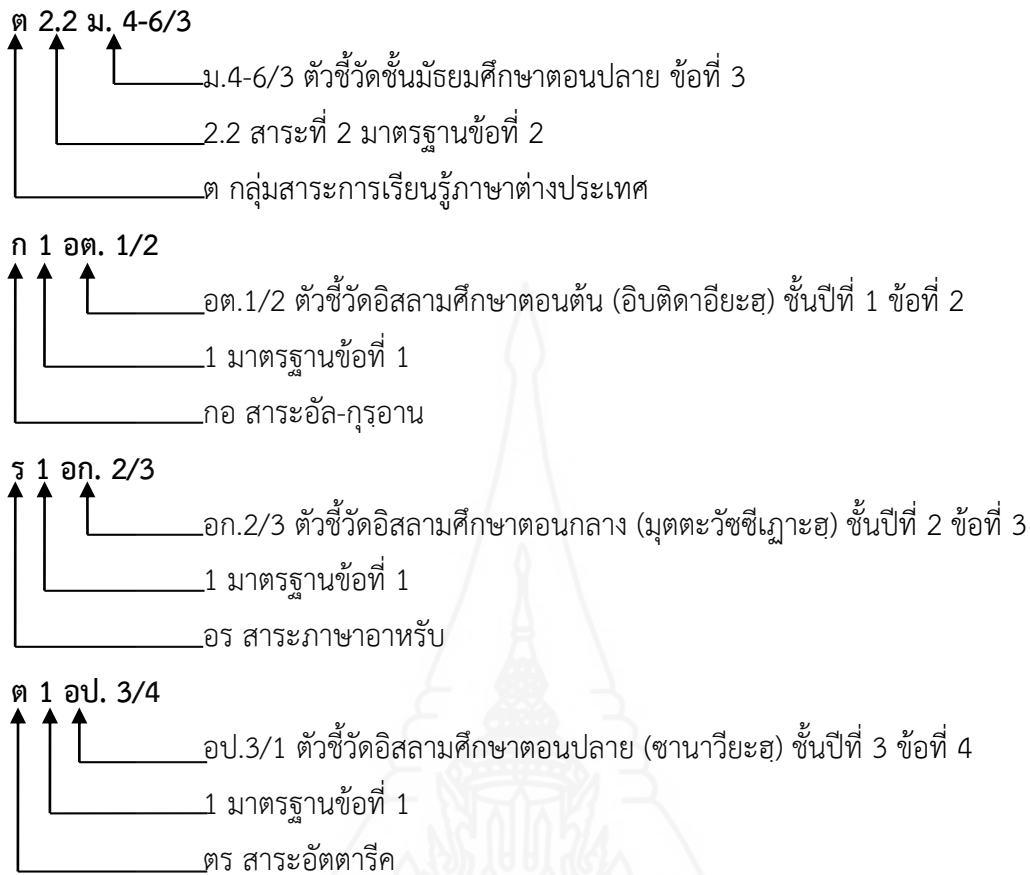 ต 2.2 ม. 4-6/3
ม.4-6/3 ตัวชี้วัดชั้นมัธยมศึกษาตอนปลาย ข้อที่ 3
2.2 สาระที่ 2 มาตรฐานข้อที่ 2
ต กลุ่มสาระการเรียนรู้ภาษาต่างประเทศ
ก 1 อต. 1/2
อต.1/2 ตัวชี้วัดอิสลามศึกษาตอนต้น (อิบติดาอียะฮฺ) ชั้นปีที่ 1 ข้อที่ 2
1 มาตรฐานข้อที่ 1
กอ สาระอัล-กุรฺอาน
ร 1 อก. 2/3
อก.2/3 ตัวชี้วัดอิสลามศึกษาตอนกลาง (มุตตะวัซซีเฏาะฮฺ) ชั้นปีที่ 2 ข้อที่ 3
1 มาตรฐานข้อที่ 1
อร สาระภาษาอาหรับ
ต 1 อป. 3/4
อป.3/1 ตัวชี้วัดอิสลามศึกษาตอนปลาย (ซานาวียะฮฺ) ชั้นปีที่ 3 ข้อที่ 4
1 มาตรฐานข้อที่ 1
ตร สาระอัตตารีค